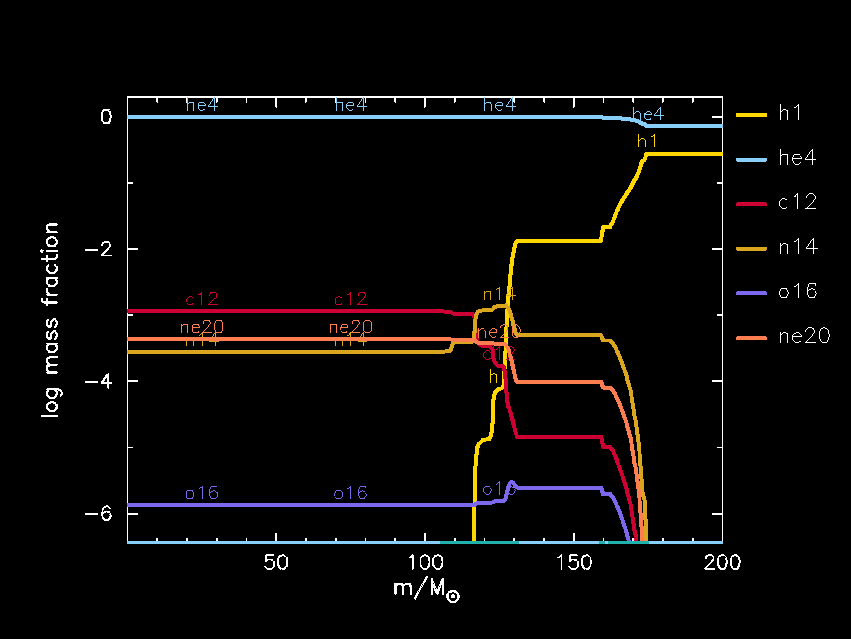 he4 he4 he4 he4
h1
0
h1
he4
c12
-2
n14
c12 c12 n14
o16
ne20 ne20 ne20
n14 n14
ne20
-4
h1
o16 o16 o16
-6
50 100 150 200
m/M☉
log mass fraction